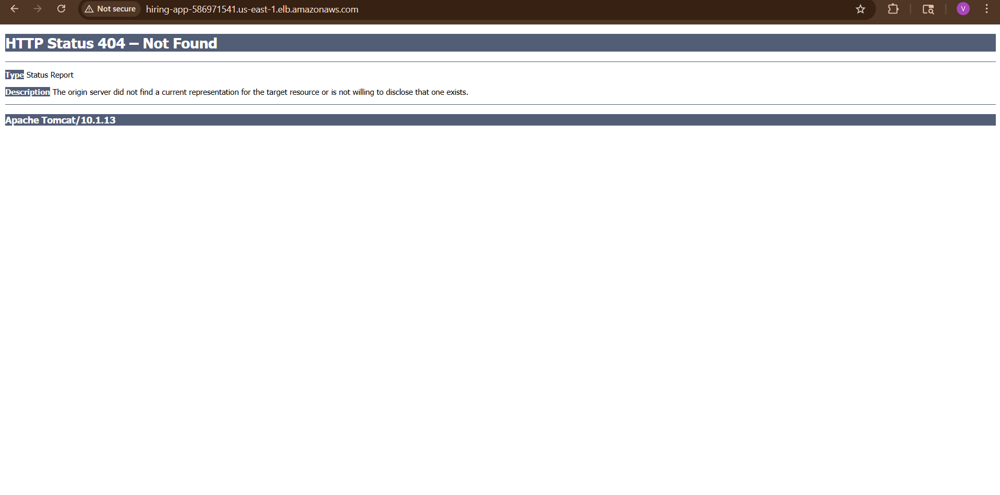 Not secure hiring-app-586971541.us-east-1.elb.amazonaws.com V
HTTP Status 404 – Not Found
Type Status Report
Description The origin server did not find a current representation for the target resource or is not willing to disclose that one exists.
Apache Tomcat/10.1.13